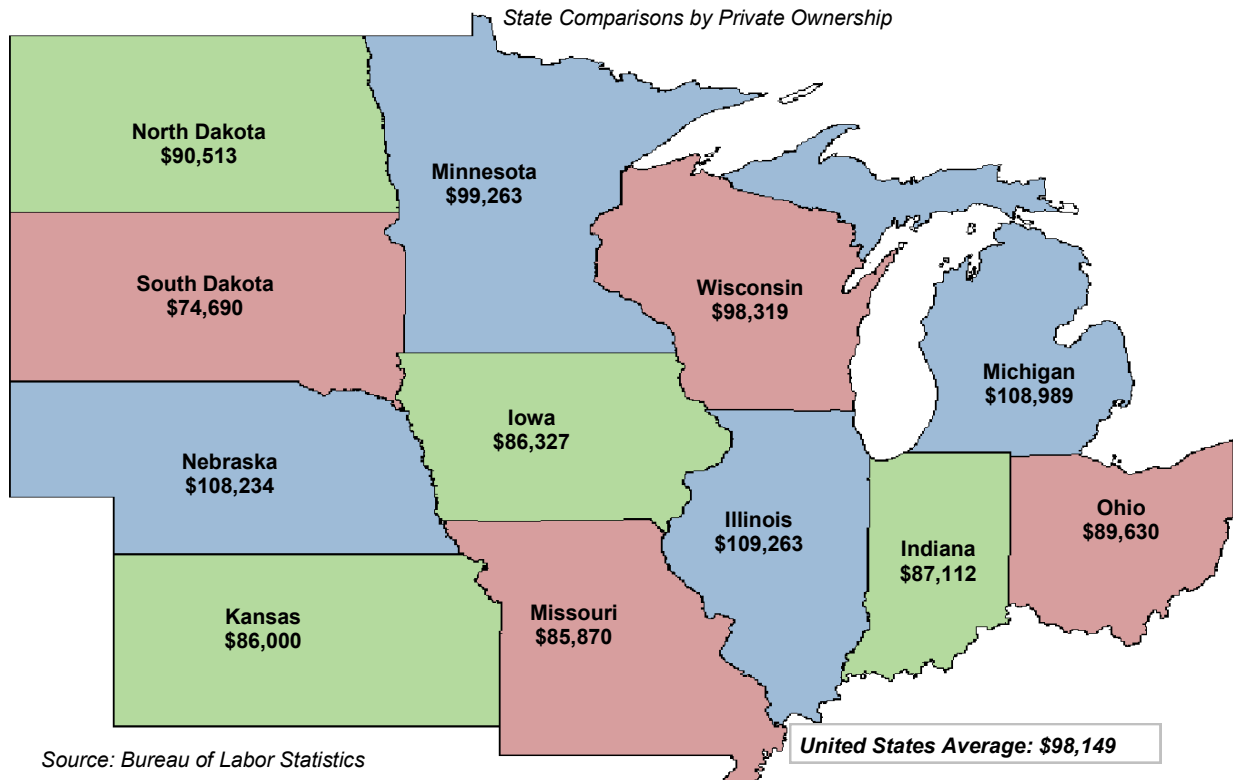 State Comparisons by Private Ownership
North Dakota
$90,513
Minnesota
$99,263
South Dakota
$74,690
Wisconsin
$98,319
Michigan
$108,989
Iowa
$86,327
Nebraska
$108,234
Illinois
$109,263
Ohio
$89,630
Indiana
$87,112
Kansas
$86,000
Missouri
$85,870
United States Average: $98,149
Source: Bureau of Labor Statistics